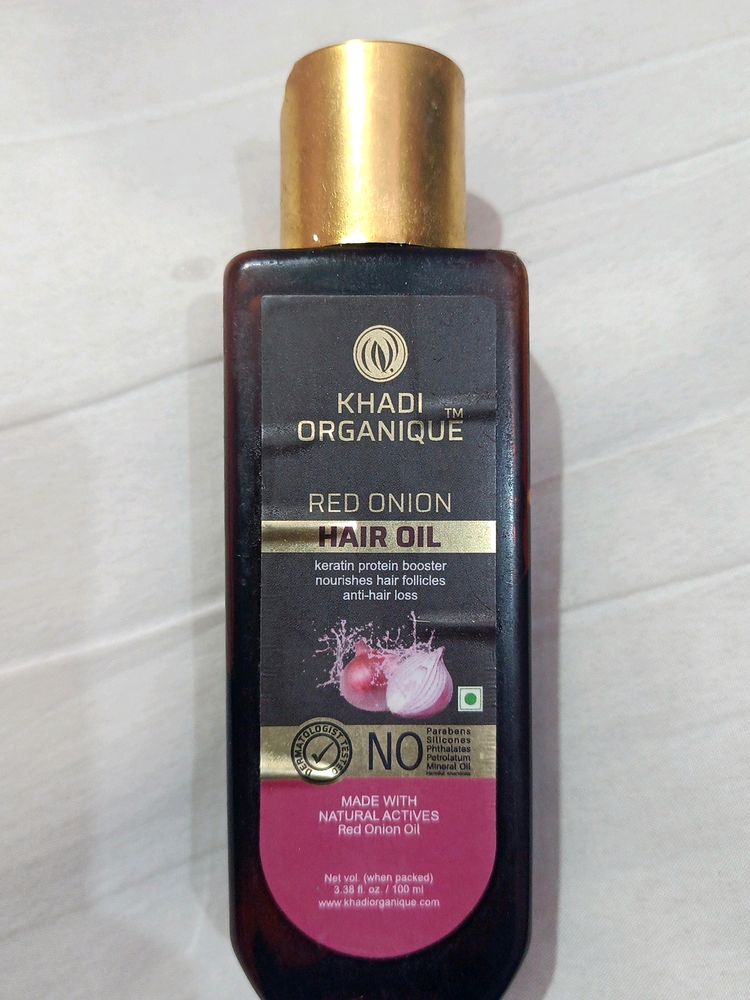 KHADI
ORGANIQUE™
RED ONION
HAIR OIL
keratin protein booster
nourishes hair follicles
anti-hair loss
DERMATOLOGIST TESTED
NO
Parabens
Silicones
Phthalates
Petrolatum
Mineral Oil
MADE WITH
NATURAL ACTIVES
Red Onion Oil
Net vol. (when packed)
3.38 fl. oz. / 100 ml
www.khadiorganique.com